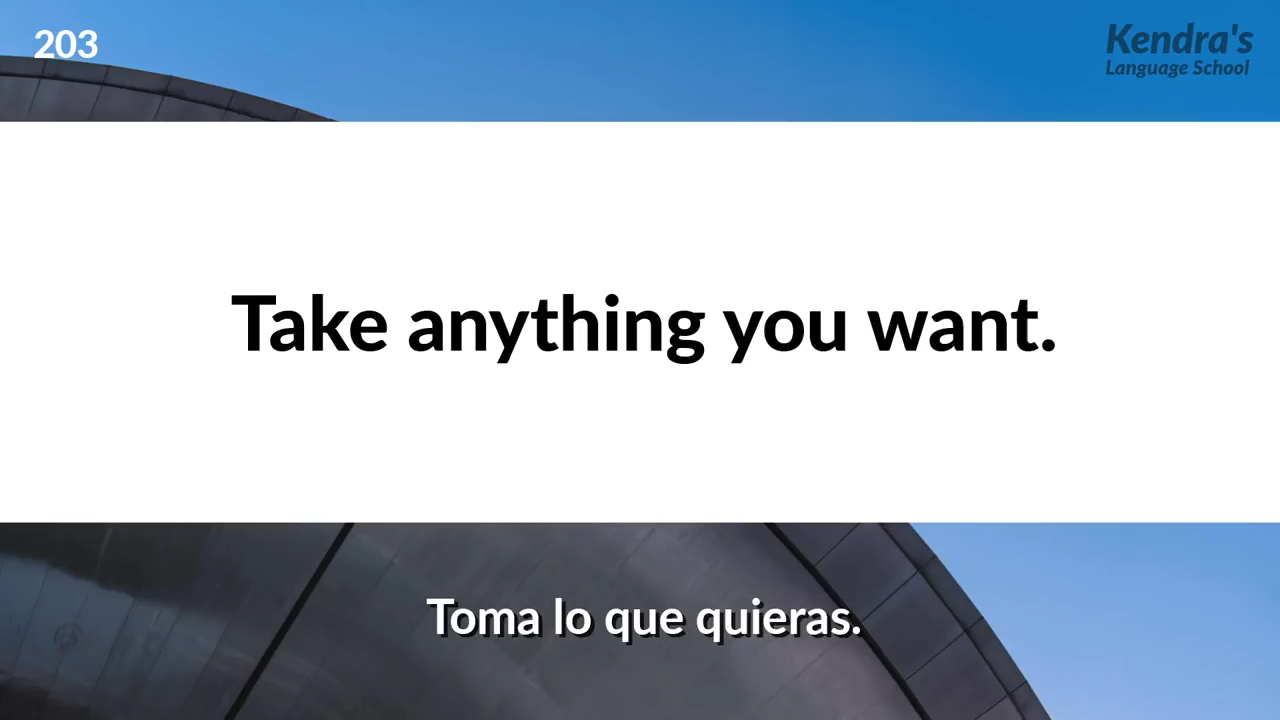 203
Kendra's
Language School
Take anything you want.
Toma lo que quieras.